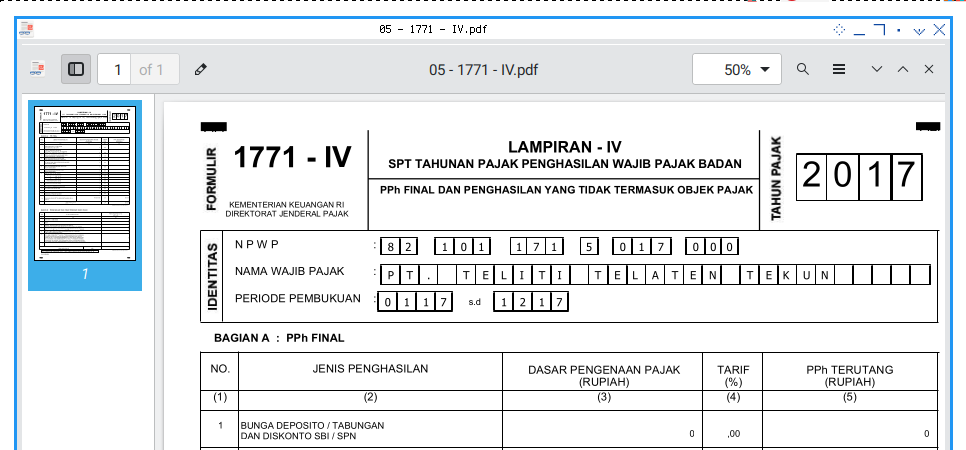 05 - 1771 - IV.pdf
1 of 1
05 - 1771 - IV.pdf
50%
1
FORMULIR
1771 - IV
KEMENTERIAN KEUANGAN RI
DIREKTORAT JENDERAL PAJAK
LAMPIRAN - IV
SPT TAHUNAN PAJAK PENGHASILAN WAJIB PAJAK BADAN
PPh FINAL DAN PENGHASILAN YANG TIDAK TERMASUK OBJEK PAJAK
TAHUN PAJAK
2017
IDENTITAS
N P W P : 82 101 171 5 017 000
NAMA WAJIB PAJAK : PT. TELITI TELATEN TEKUN
PERIODE PEMBUKUAN : 0117 s.d 1217
BAGIAN A : PPh FINAL
NO. JENIS PENGHASILAN DASAR PENGENAAN PAJAK TARIF PPh TERUTANG
(RUPIAH) (%) (RUPIAH)
(1) (2) (3) (4) (5)
1 BUNGA DEPOSITO / TABUNGAN
DAN DISKONTO SBI / SPN 0 ,00 0